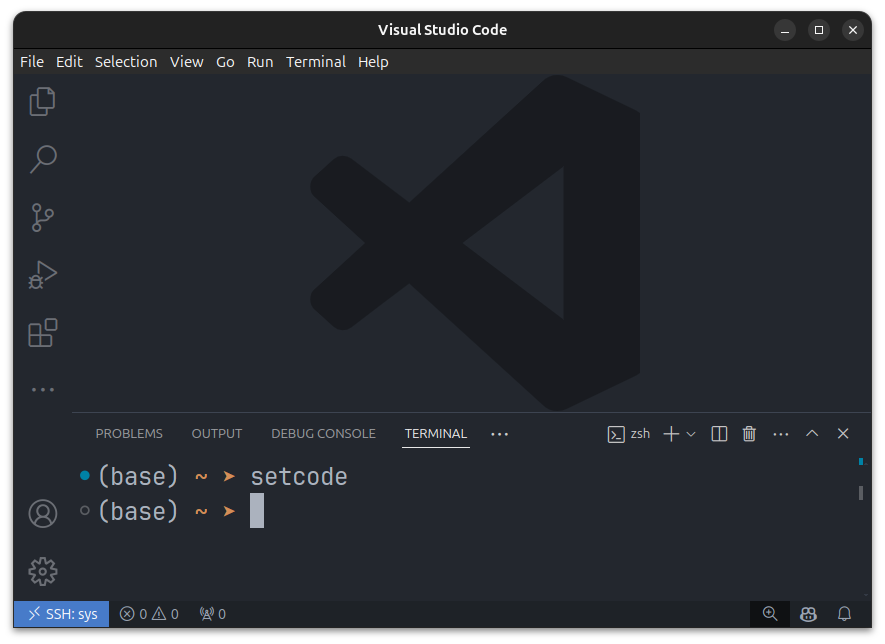 Visual Studio Code
File Edit Selection View Go Run Terminal Help
PROBLEMS OUTPUT DEBUG CONSOLE TERMINAL ··· zsh
(base) ~ ➤ setcode
(base) ~ ➤
SSH: sys 0 0 0